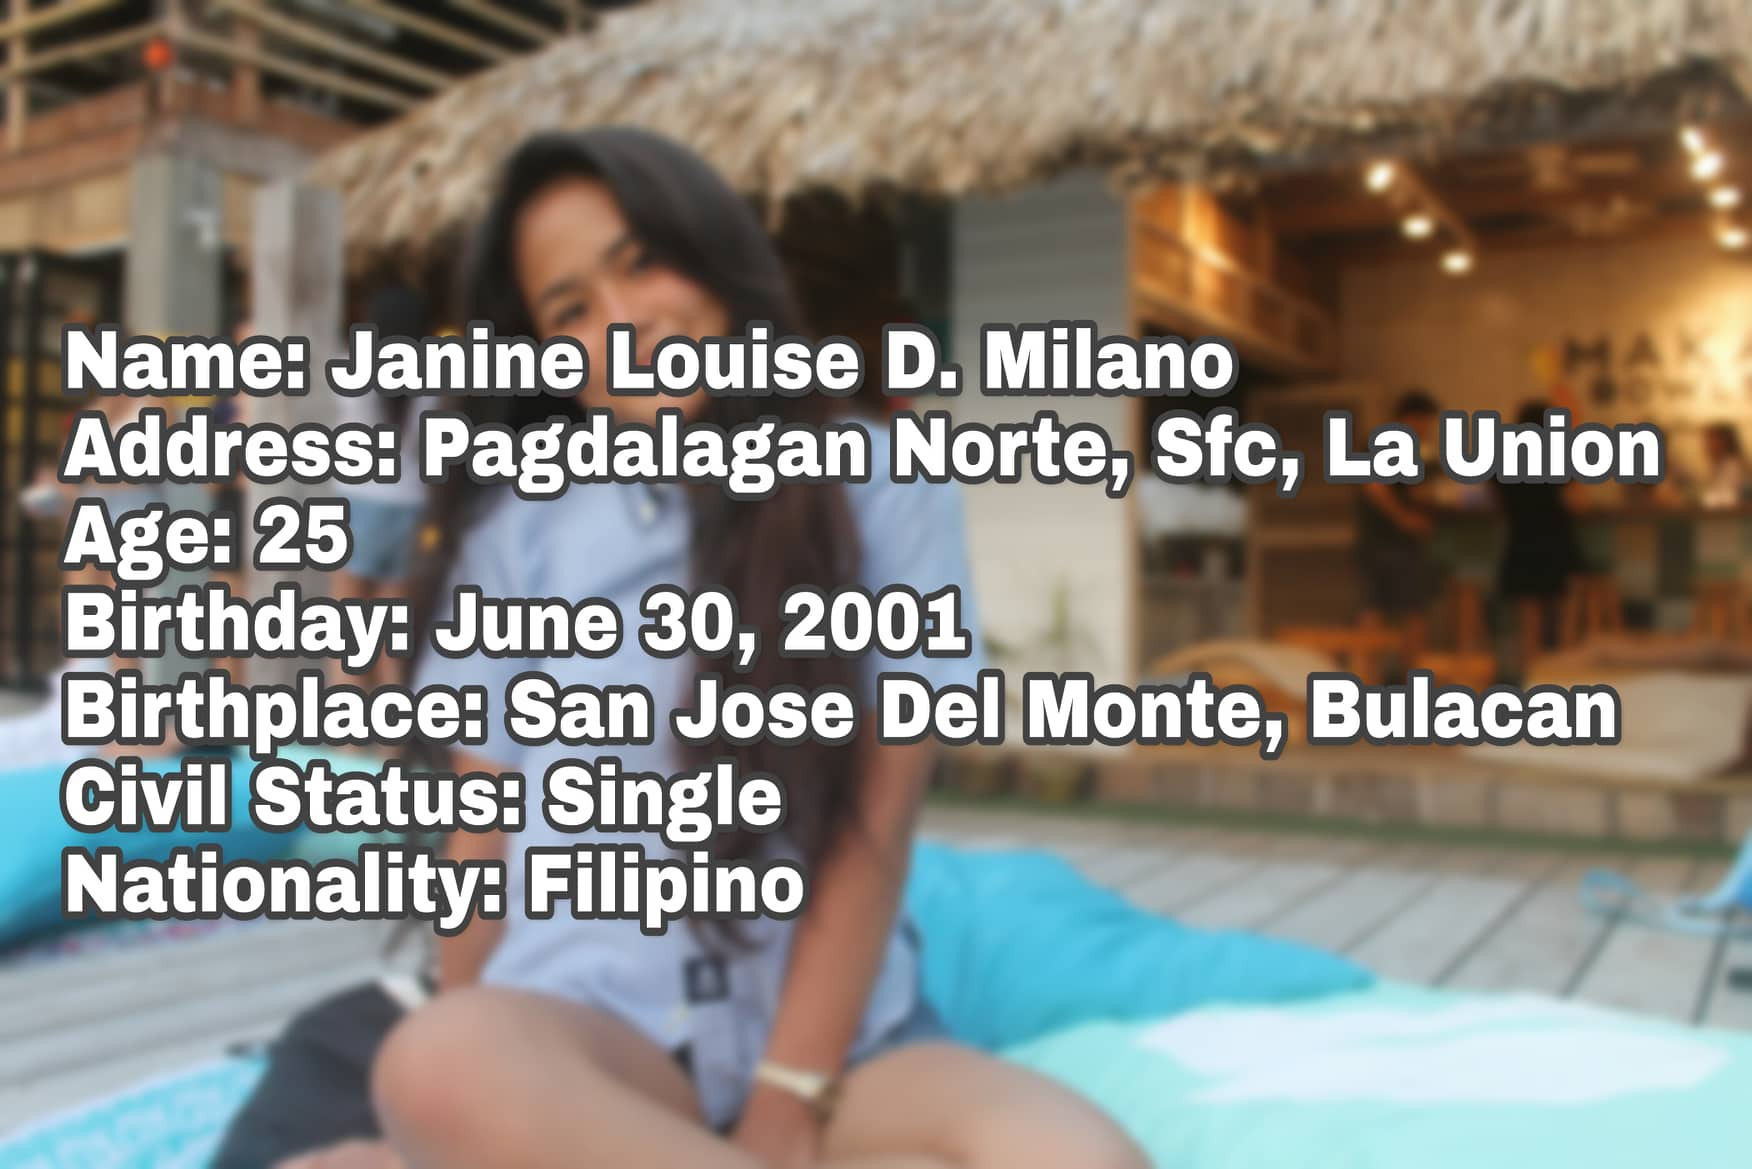 Name: Janine Louise D. Milano
Address: Pagdalagan Norte, Sfc, La Union
Age: 25
Birthday: June 30, 2001
Birthplace: San Jose Del Monte, Bulacan
Civil Status: Single
Nationality: Filipino